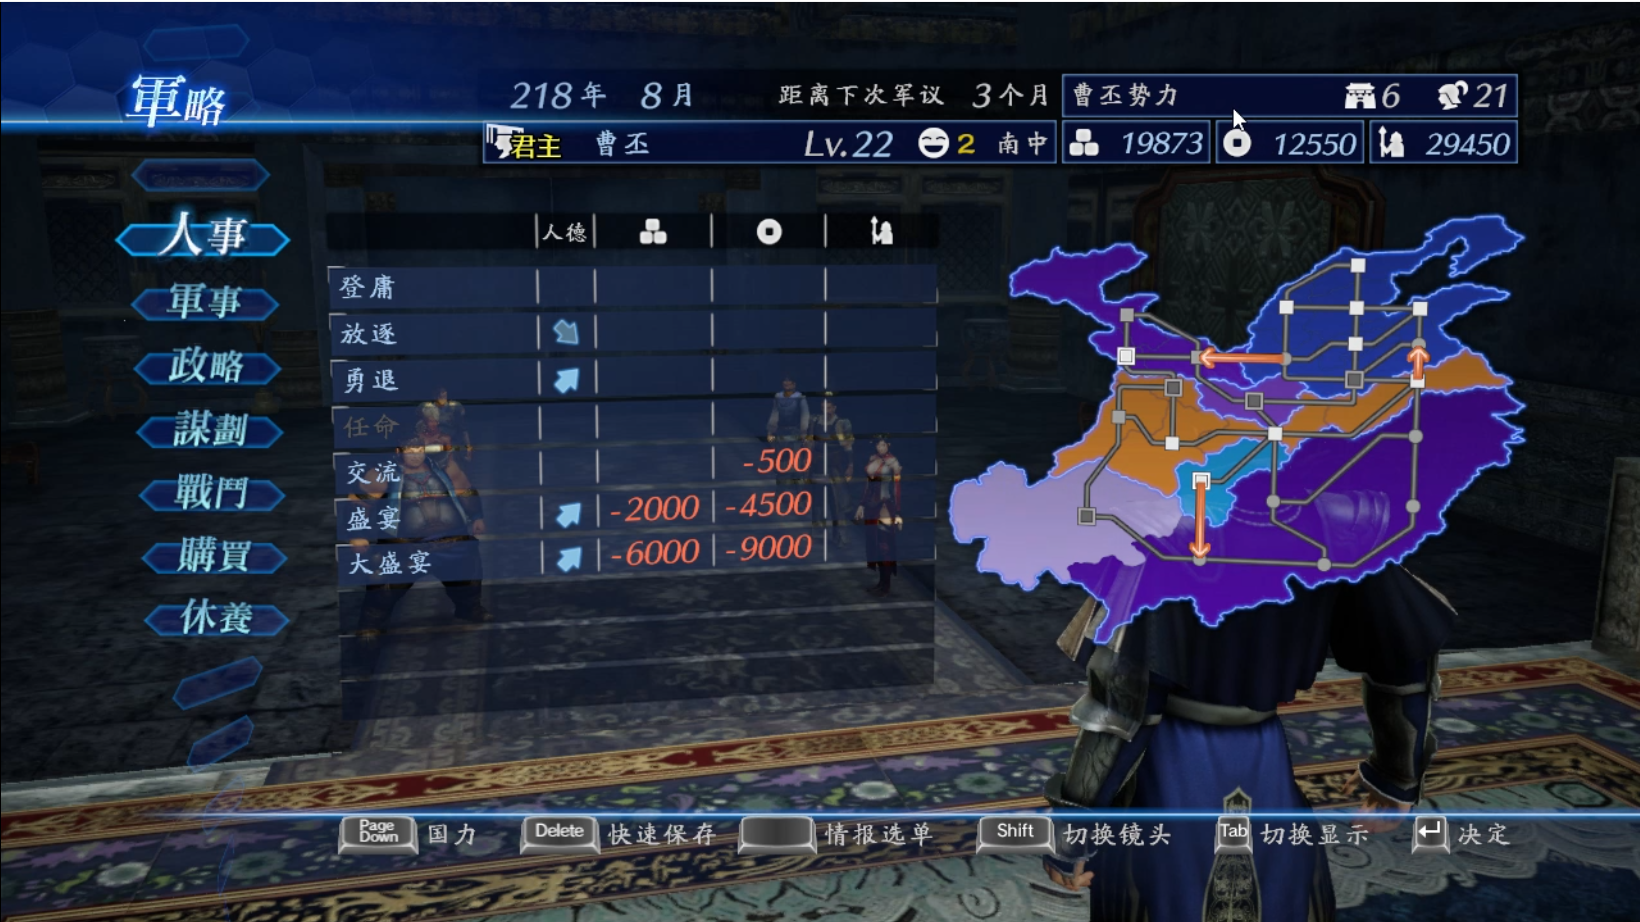 軍略
218年 8月 距离下次军议 3个月 曹丕势力 6 21
君主 曹丕 Lv.22 2 南中 19873 12550 29450
人事
軍事
政略
謀劃
戰鬥
購買
休養
人德
登庸
放逐
勇退
任命
交流 -500
盛宴 -2000 -4500
大盛宴 -6000 -9000
Page Down 国力 Delete 快速保存 情报选单 Shift 切换镜头 Tab 切换显示 决定